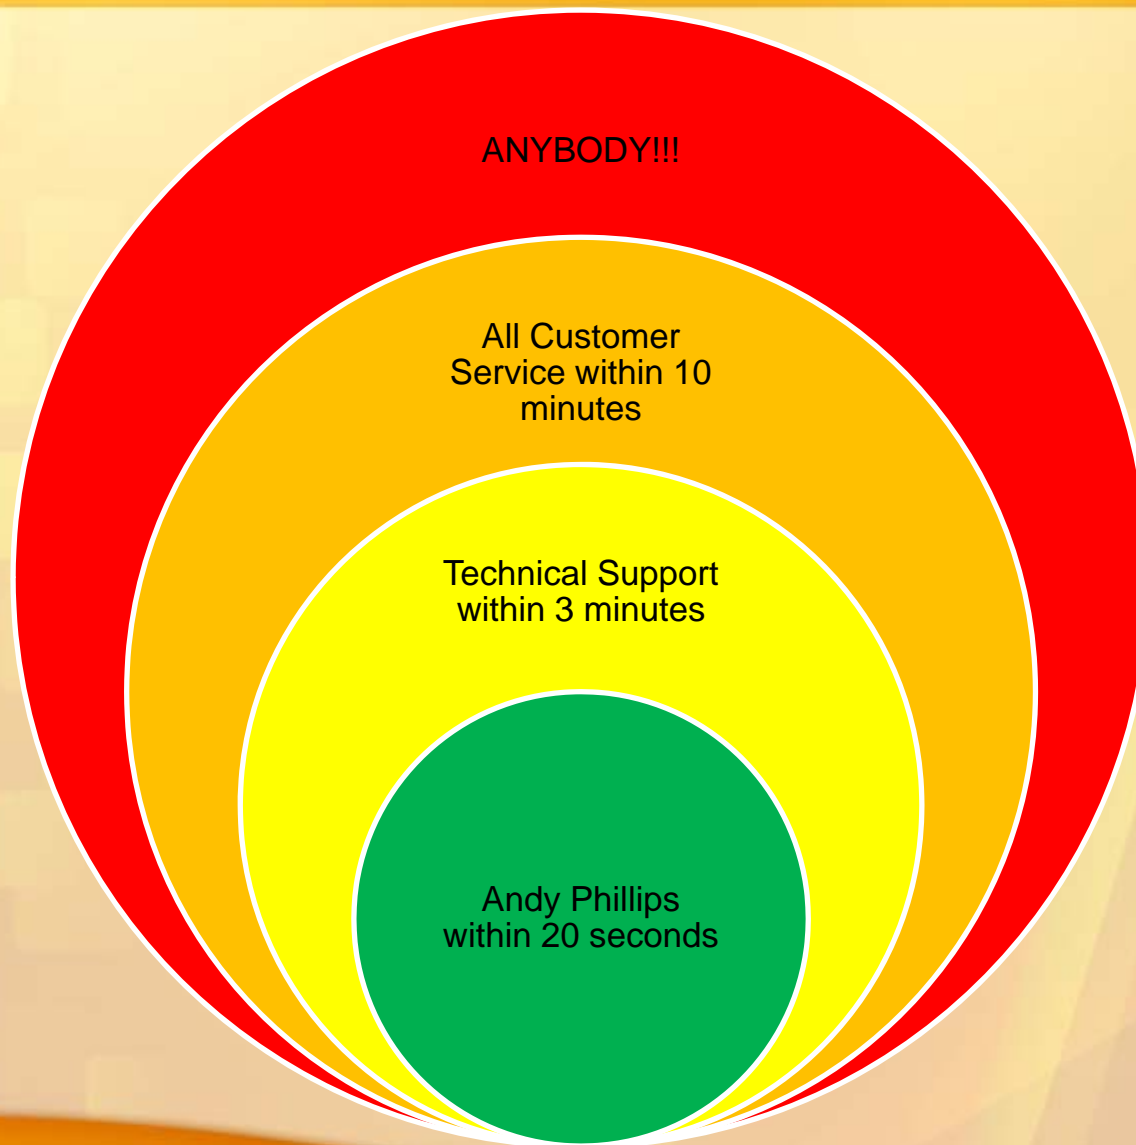 ANYBODY!!!
All Customer
Service within 10
minutes
Technical Support
within 3 minutes
Andy Phillips
within 20 seconds